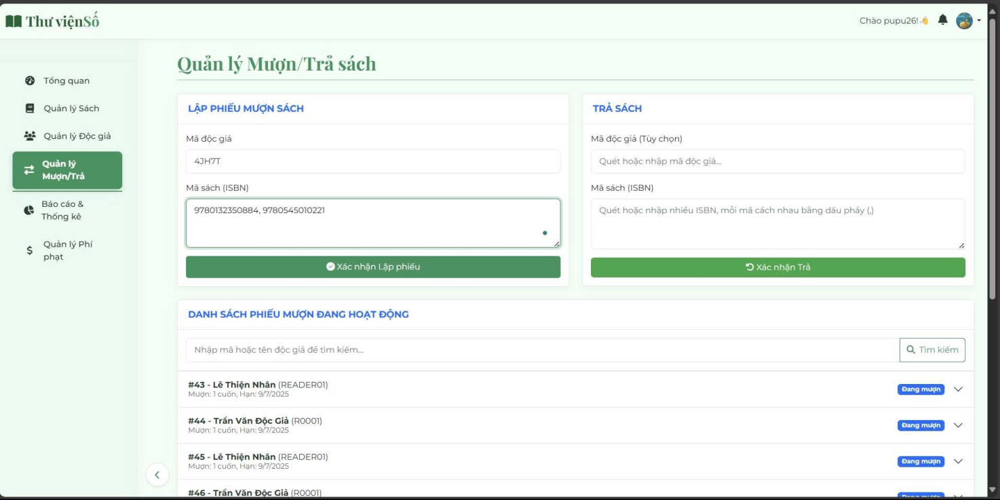 Thư việnSố
Chào pupu26!👋
Tổng quan
Quản lý Sách
Quản lý Độc giả
Quản lý
Mượn/Trả
Báo cáo &
Thống kê
Quản lý Phí
phạt
Quản lý Mượn/Trả sách
LẬP PHIẾU MƯỢN SÁCH
Mã độc giả
4JH7T
Mã sách (ISBN)
9780132350884, 9780545010221
Xác nhận Lập phiếu
TRẢ SÁCH
Mã độc giả (Tùy chọn)
Quét hoặc nhập mã độc giả...
Mã sách (ISBN)
Quét hoặc nhập nhiều ISBN, mỗi mã cách nhau bằng dấu phẩy (,)
Xác nhận Trả
DANH SÁCH PHIẾU MƯỢN ĐANG HOẠT ĐỘNG
Nhập mã hoặc tên độc giả để tìm kiếm...
Tìm kiếm
#43 - Lê Thiện Nhân (READER01)
Mượn: 1 cuốn, Hạn: 9/7/2025
Đang mượn
#44 - Trần Văn Độc Giả (R0001)
Mượn: 1 cuốn, Hạn: 9/7/2025
Đang mượn
#45 - Lê Thiện Nhân (READER01)
Mượn: 1 cuốn, Hạn: 9/7/2025
Đang mượn
#46 - Trần Văn Độc Giả (R0001)
Đang mượn